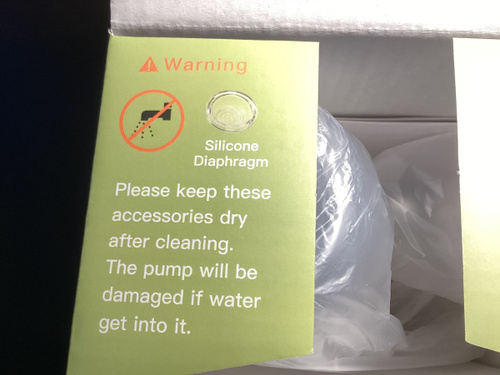 Warning
Silicone
Diaphragm
Please keep these
accessories dry
after cleaning.
The pump will be
damaged if water
get into it.